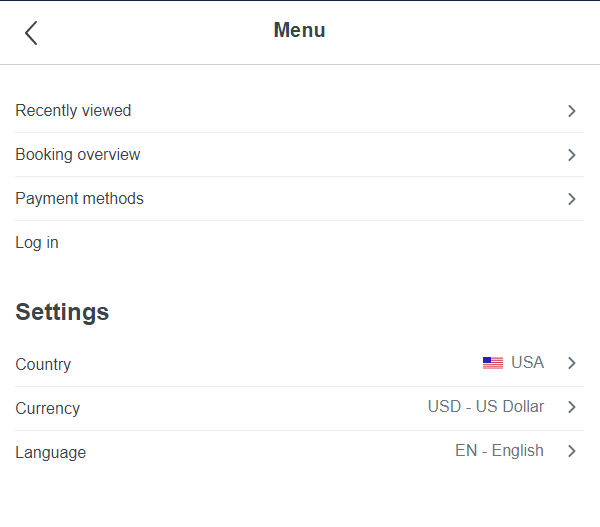 Menu
Recently viewed
Booking overview
Payment methods
Log in
Settings
Country USA
Currency USD - US Dollar
Language EN - English